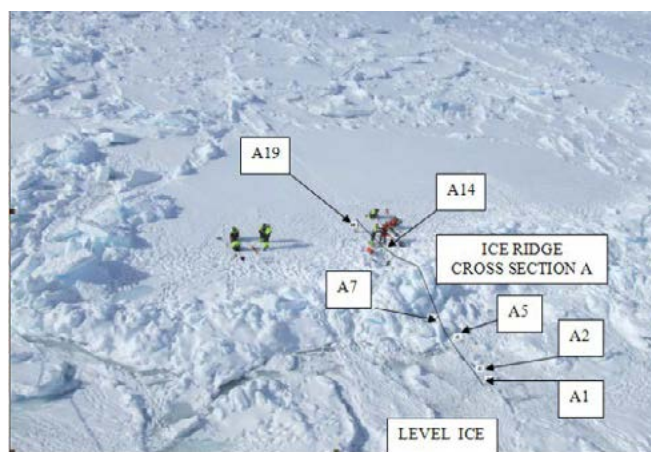 A19
A14
ICE RIDGE
CROSS SECTION A
A7
A5
A2
A1
LEVEL ICE